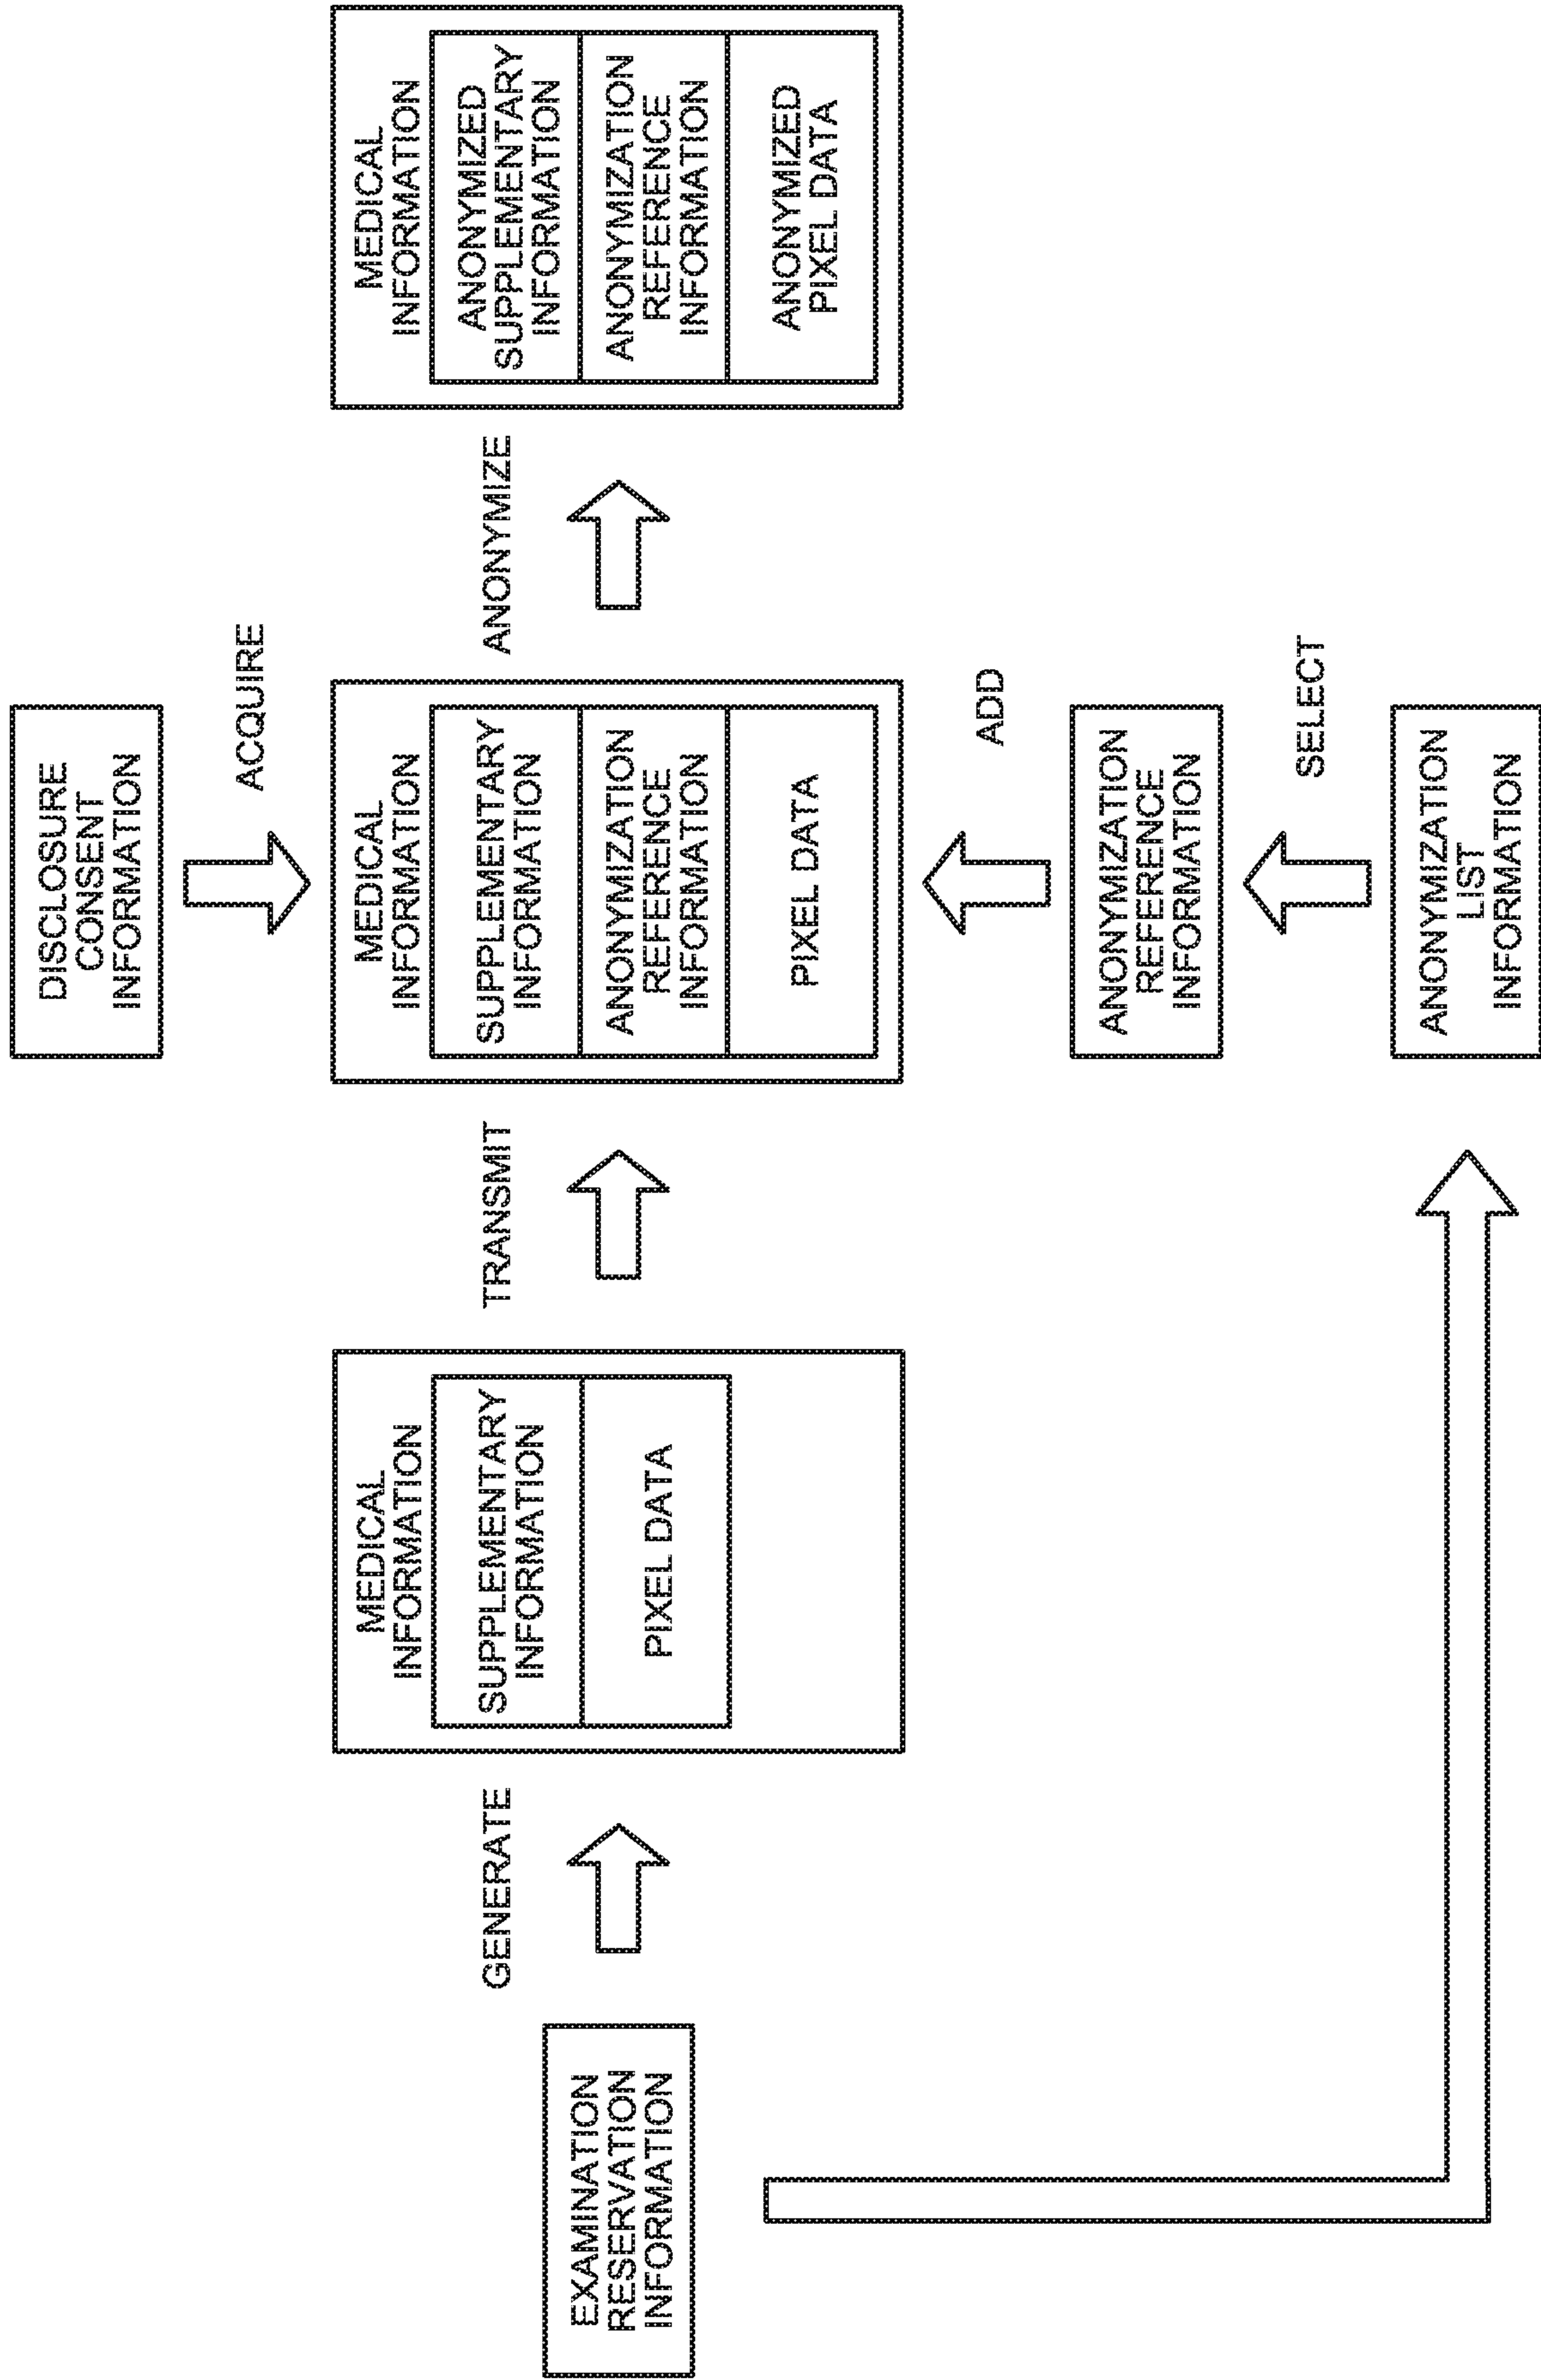 DISCLOSURE
CONSENT
INFORMATION
ACQUIRE
EXAMINATION
RESERVATION
INFORMATION
GENERATE
MEDICAL
INFORMATION
SUPPLEMENTARY
INFORMATION
PIXEL DATA
TRANSMIT
MEDICAL
INFORMATION
SUPPLEMENTARY
INFORMATION
ANONYMIZATION
REFERENCE
INFORMATION
PIXEL DATA
ANONYMIZE
MEDICAL
INFORMATION
ANONYMIZED
SUPPLEMENTARY
INFORMATION
ANONYMIZATION
REFERENCE
INFORMATION
ANONYMIZED
PIXEL DATA
ADD
ANONYMIZATION
REFERENCE
INFORMATION
SELECT
ANONYMIZATION
LIST
INFORMATION